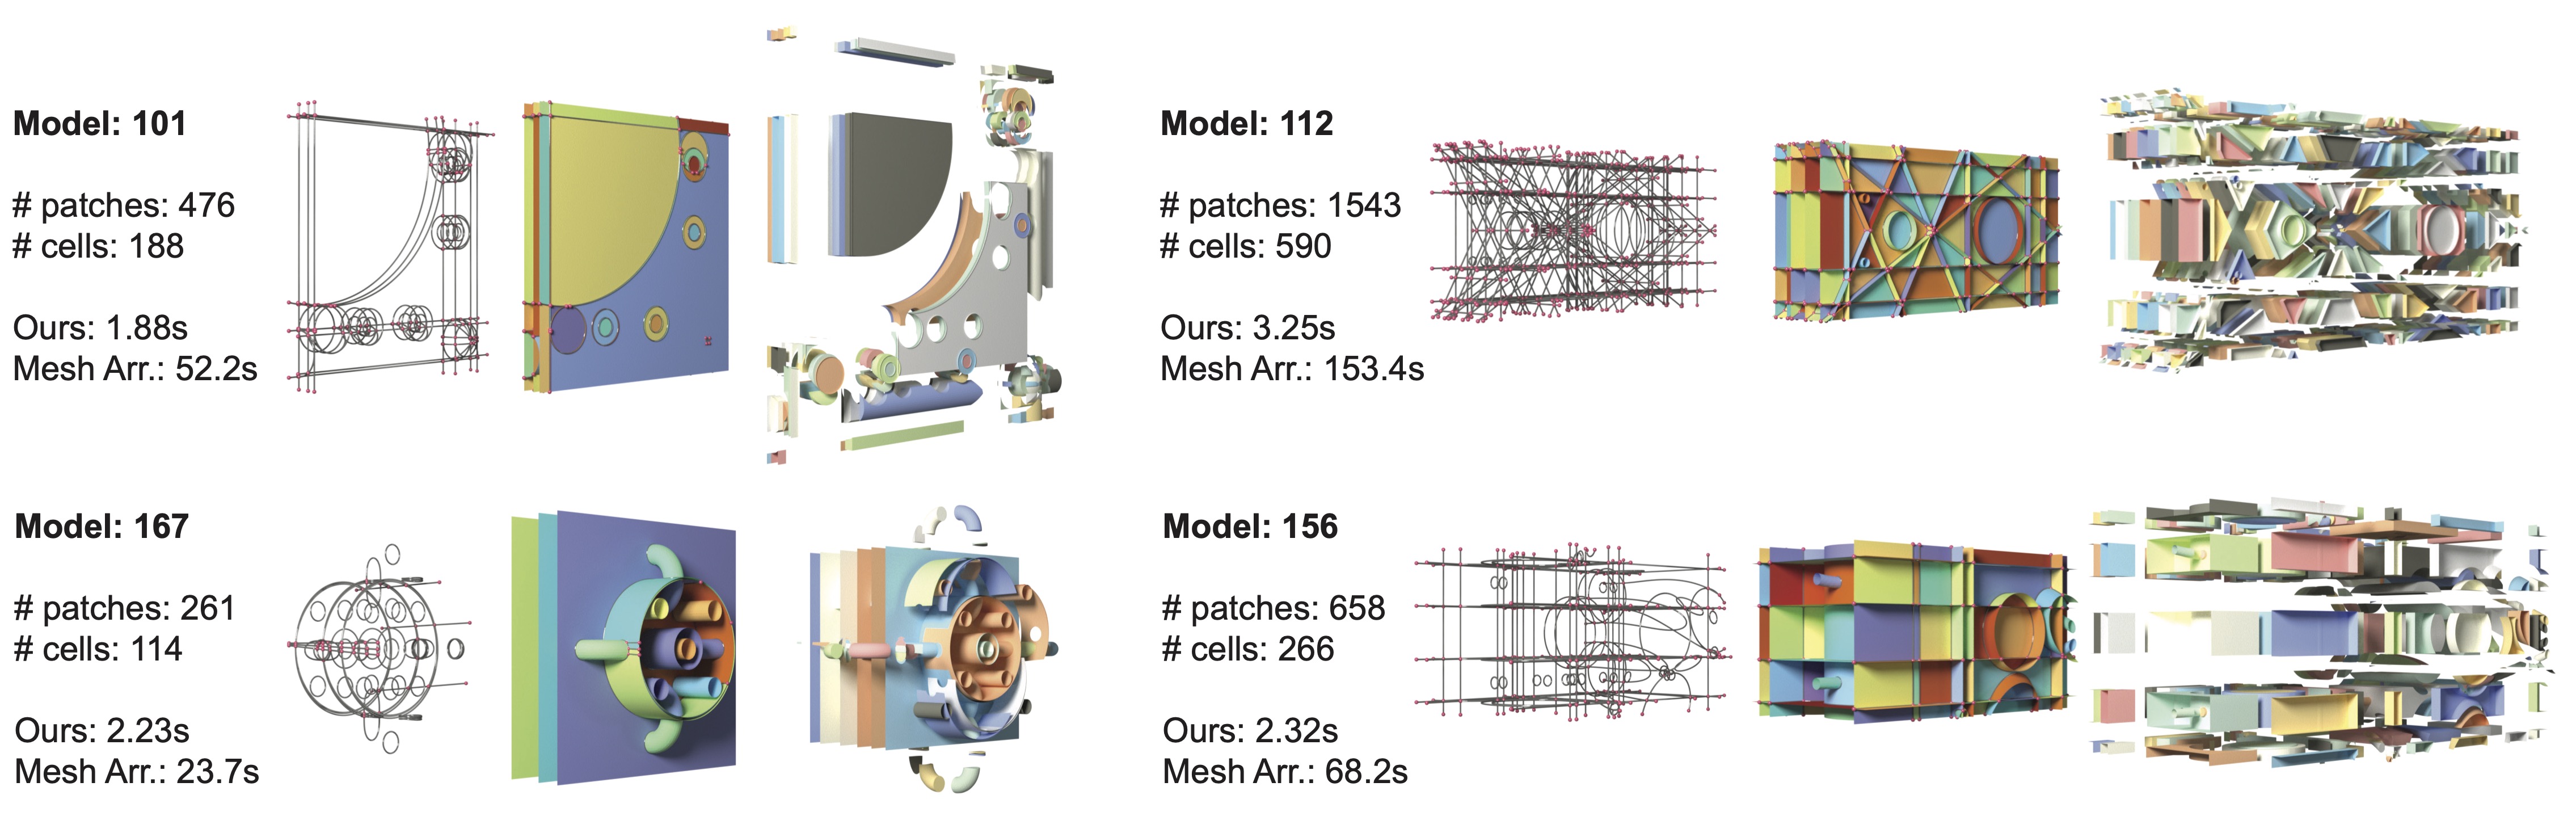 Model: 101
# patches: 476
# cells: 188
Ours: 1.88s
Mesh Arr.: 52.2s
Model: 112
# patches: 1543
# cells: 590
Ours: 3.25s
Mesh Arr.: 153.4s
Model: 167
# patches: 261
# cells: 114
Ours: 2.23s
Mesh Arr.: 23.7s
Model: 156
# patches: 658
# cells: 266
Ours: 2.32s
Mesh Arr.: 68.2s